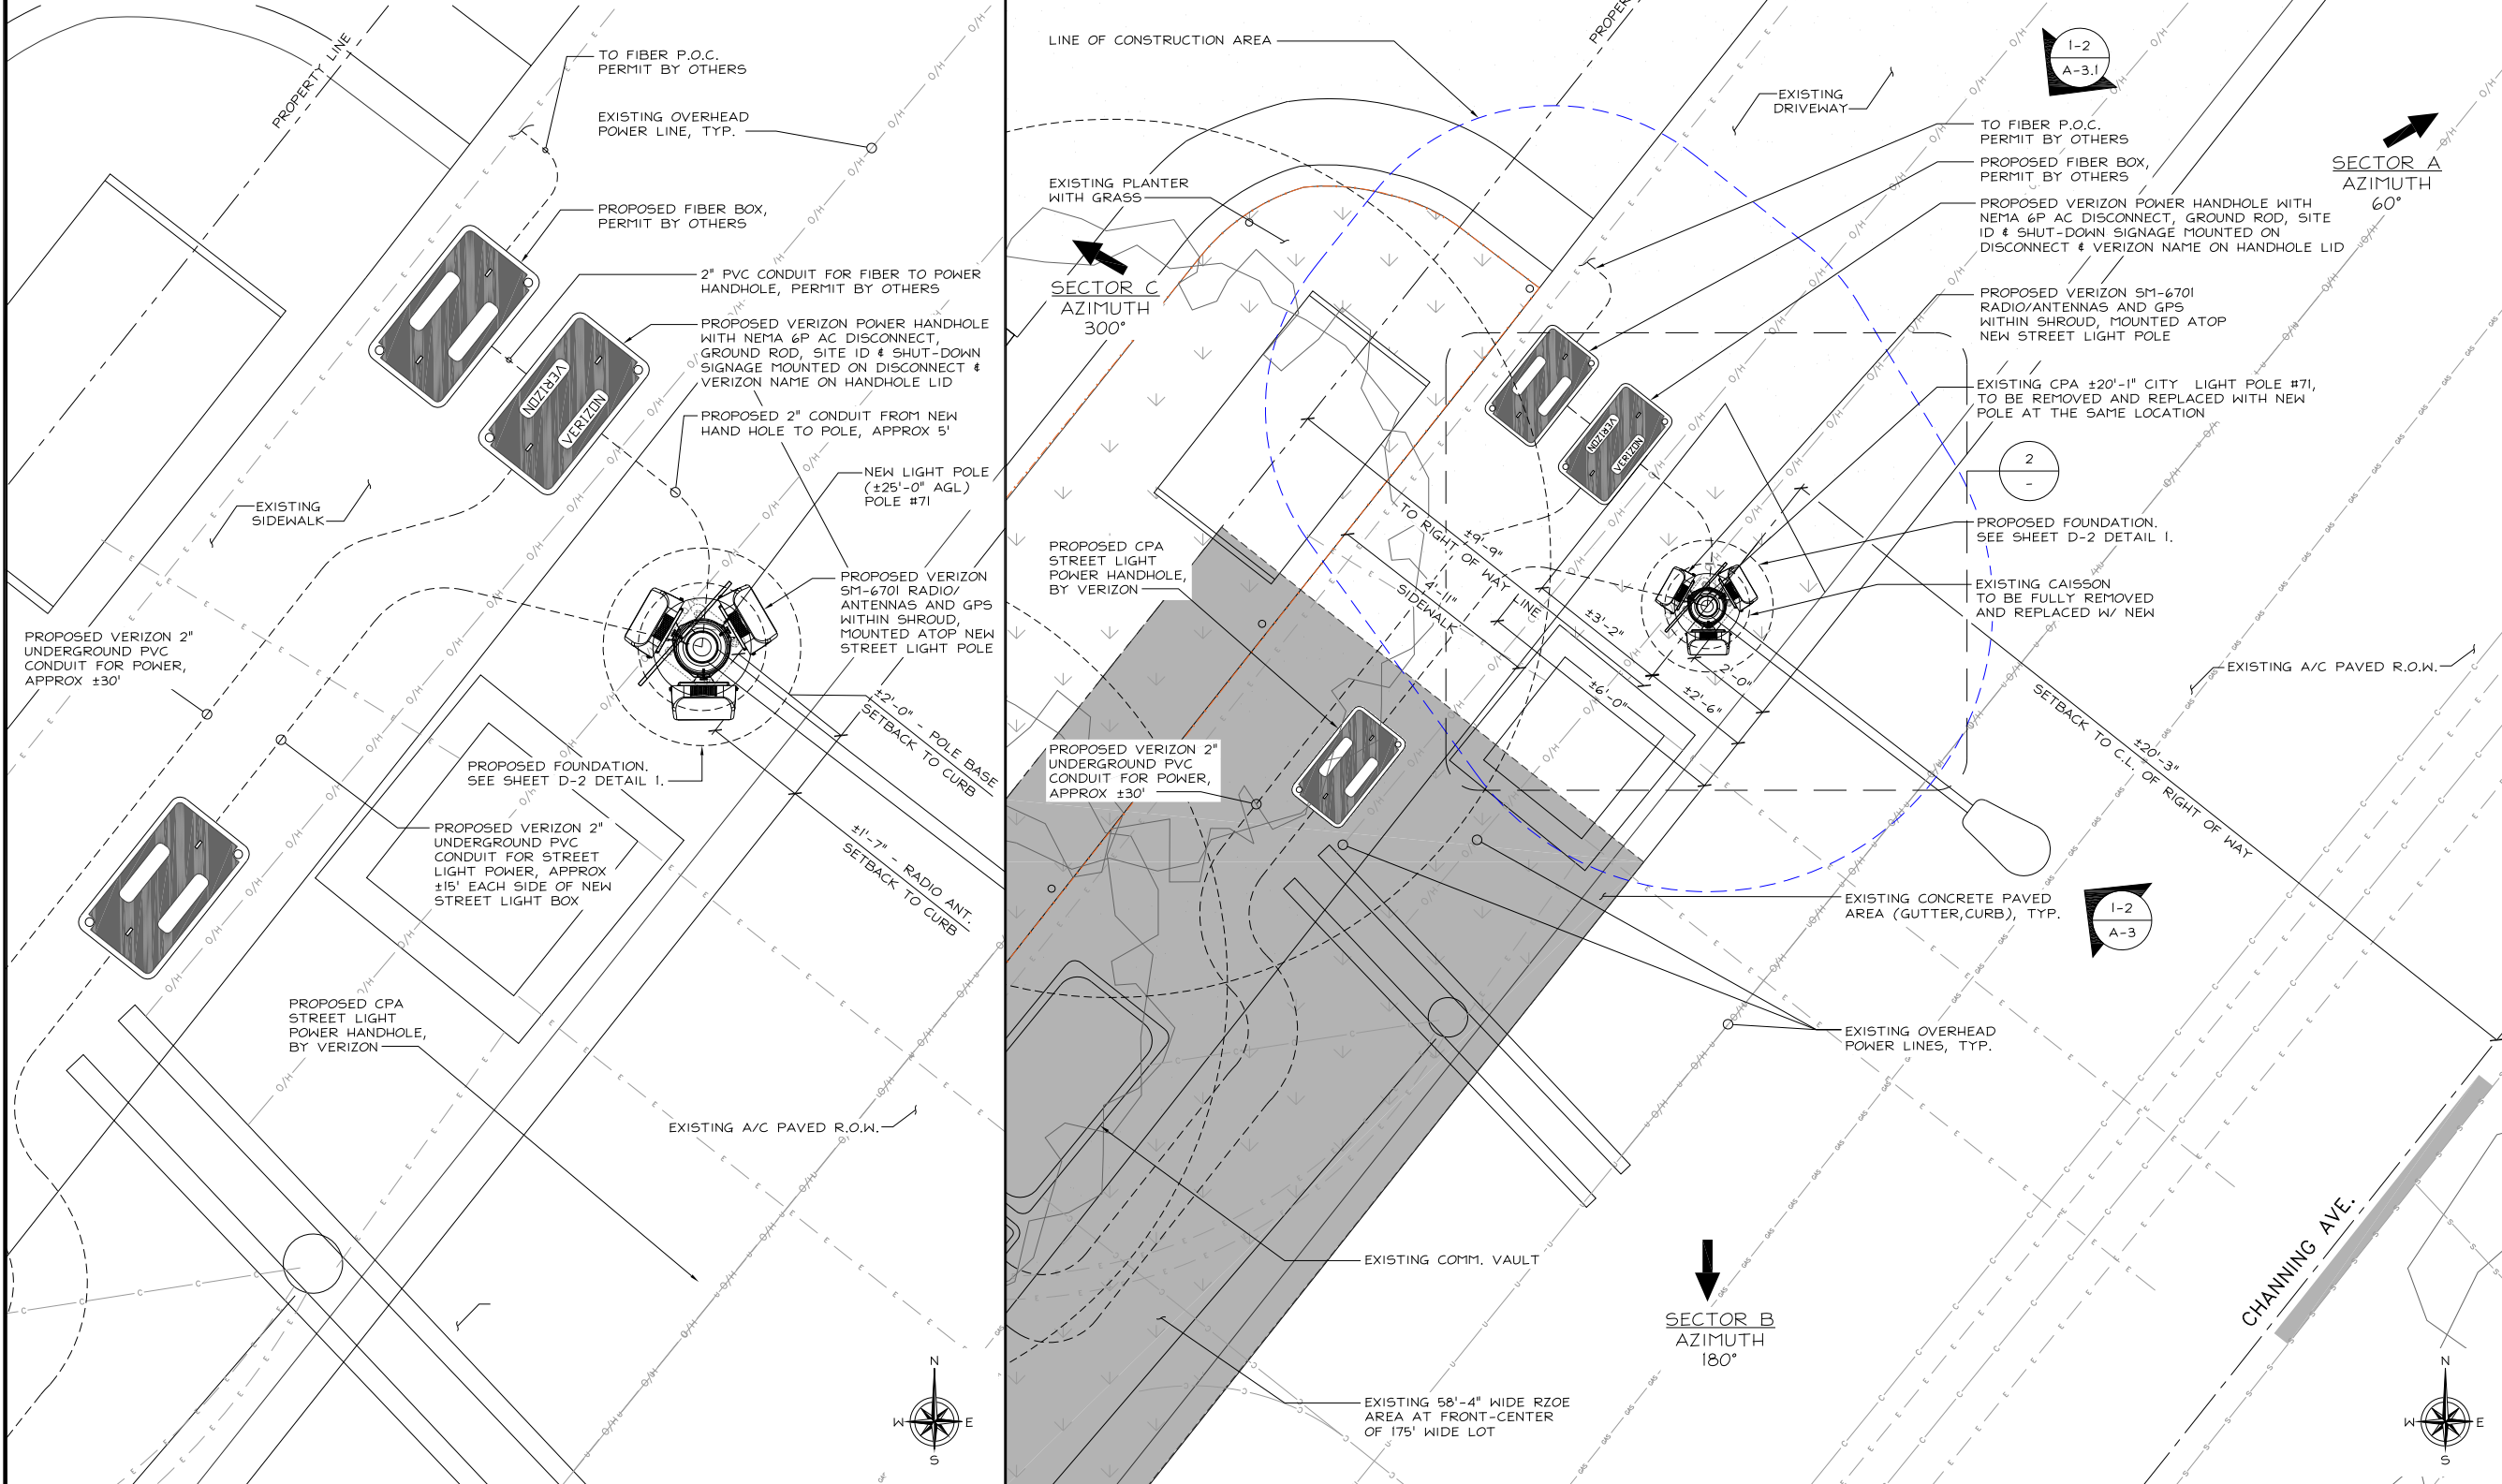 PROPERTY LINE
TO FIBER P.O.C.
PERMIT BY OTHERS
EXISTING OVERHEAD
POWER LINE, TYP.
PROPOSED FIBER BOX,
PERMIT BY OTHERS
2" PVC CONDUIT FOR FIBER TO POWER
HANDHOLE, PERMIT BY OTHERS
PROPOSED VERIZON POWER HANDHOLE
WITH NEMA 6P AC DISCONNECT,
GROUND ROD, SITE ID & SHUT-DOWN
SIGNAGE MOUNTED ON DISCONNECT &
VERIZON NAME ON HANDHOLE LID
VERIZON
VERIZON
PROPOSED 2" CONDUIT FROM NEW
HAND HOLE TO POLE, APPROX 5'
NEW LIGHT POLE
(±25'-0" AGL)
POLE #71
EXISTING
SIDEWALK
PROPOSED VERIZON
SM-6701 RADIO/
ANTENNAS AND GPS
WITHIN SHROUD,
MOUNTED ATOP NEW
STREET LIGHT POLE
PROPOSED VERIZON 2"
UNDERGROUND PVC
CONDUIT FOR POWER,
APPROX ±30'
±2'-0" - POLE BASE
SETBACK TO CURB
PROPOSED FOUNDATION.
SEE SHEET D-2 DETAIL 1.
±1'-7" - RADIO ANT.
SETBACK TO CURB
PROPOSED VERIZON 2"
UNDERGROUND PVC
CONDUIT FOR STREET
LIGHT POWER, APPROX
±15' EACH SIDE OF NEW
STREET LIGHT BOX
PROPOSED CPA
STREET LIGHT
POWER HANDHOLE,
BY VERIZON
EXISTING A/C PAVED R.O.W.
N
W E
S
LINE OF CONSTRUCTION AREA
PROPER
EXISTING
DRIVEWAY
1-2
A-3.1
SECTOR A
AZIMUTH
60°
TO FIBER P.O.C.
PERMIT BY OTHERS
PROPOSED FIBER BOX,
PERMIT BY OTHERS
PROPOSED VERIZON POWER HANDHOLE WITH
NEMA 6P AC DISCONNECT, GROUND ROD, SITE
ID & SHUT-DOWN SIGNAGE MOUNTED ON
DISCONNECT & VERIZON NAME ON HANDHOLE LID
EXISTING PLANTER
WITH GRASS
SECTOR C
AZIMUTH
300°
PROPOSED VERIZON SM-6701
RADIO/ANTENNAS AND GPS
WITHIN SHROUD, MOUNTED ATOP
NEW STREET LIGHT POLE
EXISTING CPA ±20'-1" CITY LIGHT POLE #71,
TO BE REMOVED AND REPLACED WITH NEW
POLE AT THE SAME LOCATION
VERIZON
VERIZON
2
-
PROPOSED FOUNDATION.
SEE SHEET D-2 DETAIL 1.
EXISTING CAISSON
TO BE FULLY REMOVED
AND REPLACED W/ NEW
PROPOSED CPA
STREET LIGHT
POWER HANDHOLE,
BY VERIZON
±9'-9"
TO RIGHT OF WAY LINE
4'-11"
SIDEWALK
±3'-2"
2'-0"
±2'-6"
±6'-0"
EXISTING A/C PAVED R.O.W.
±20'-3"
SETBACK TO C.L. OF RIGHT OF WAY
PROPOSED VERIZON 2"
UNDERGROUND PVC
CONDUIT FOR POWER,
APPROX ±30'
EXISTING CONCRETE PAVED
AREA (GUTTER,CURB), TYP.
1-2
A-3
EXISTING OVERHEAD
POWER LINES, TYP.
EXISTING COMM. VAULT
SECTOR B
AZIMUTH
180°
CHANNING AVE.
EXISTING 58'-4" WIDE RZOE
AREA AT FRONT-CENTER
OF 175' WIDE LOT
N
W E
S